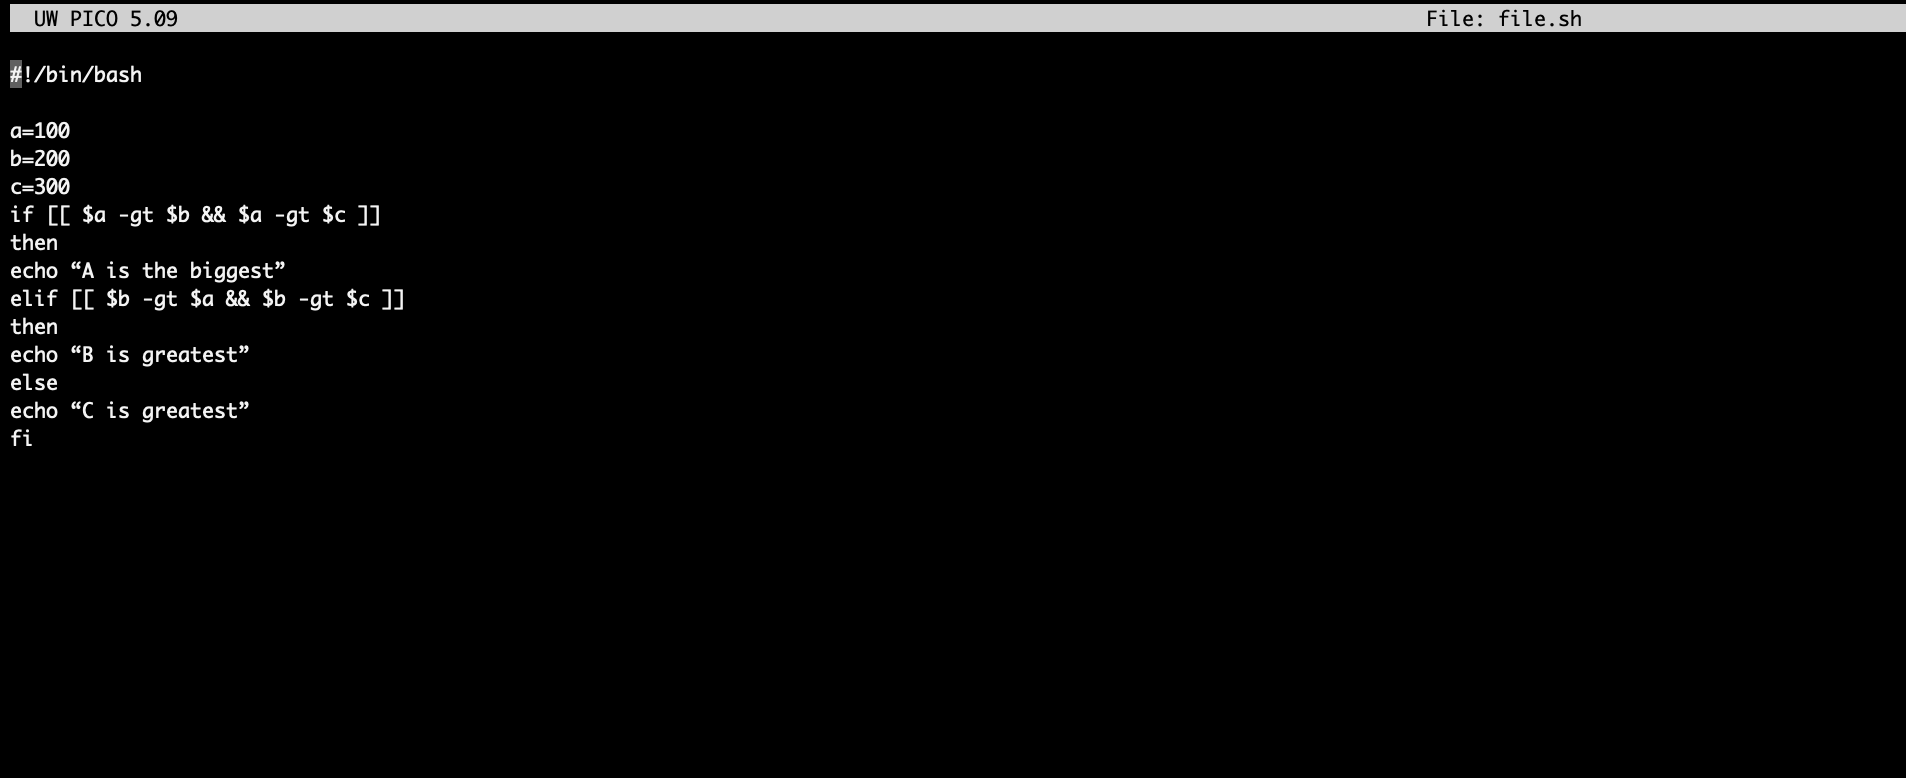 UW PICO 5.09 File: file.sh
#!/bin/bash
a=100
b=200
c=300
if [[ $a -gt $b && $a -gt $c ]]
then
echo “A is the biggest”
elif [[ $b -gt $a && $b -gt $c ]]
then
echo “B is greatest”
else
echo “C is greatest”
fi